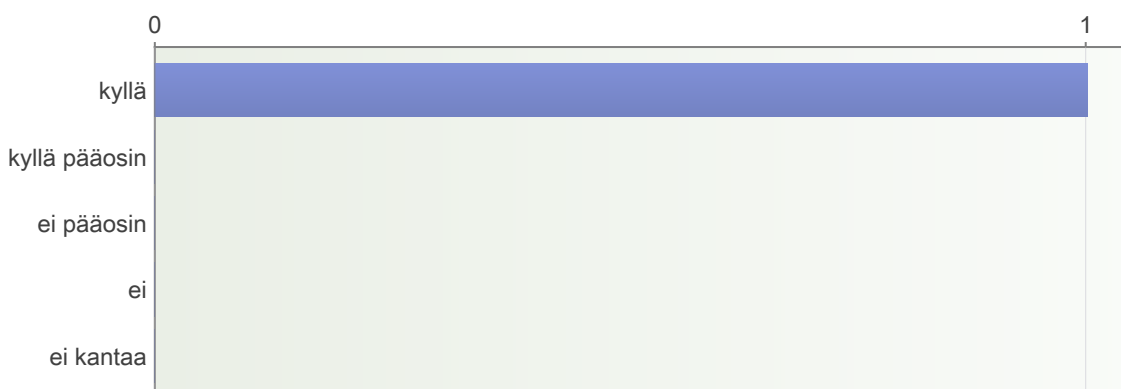 0 1
kyllä
kyllä pääosin
ei pääosin
ei
ei kantaa